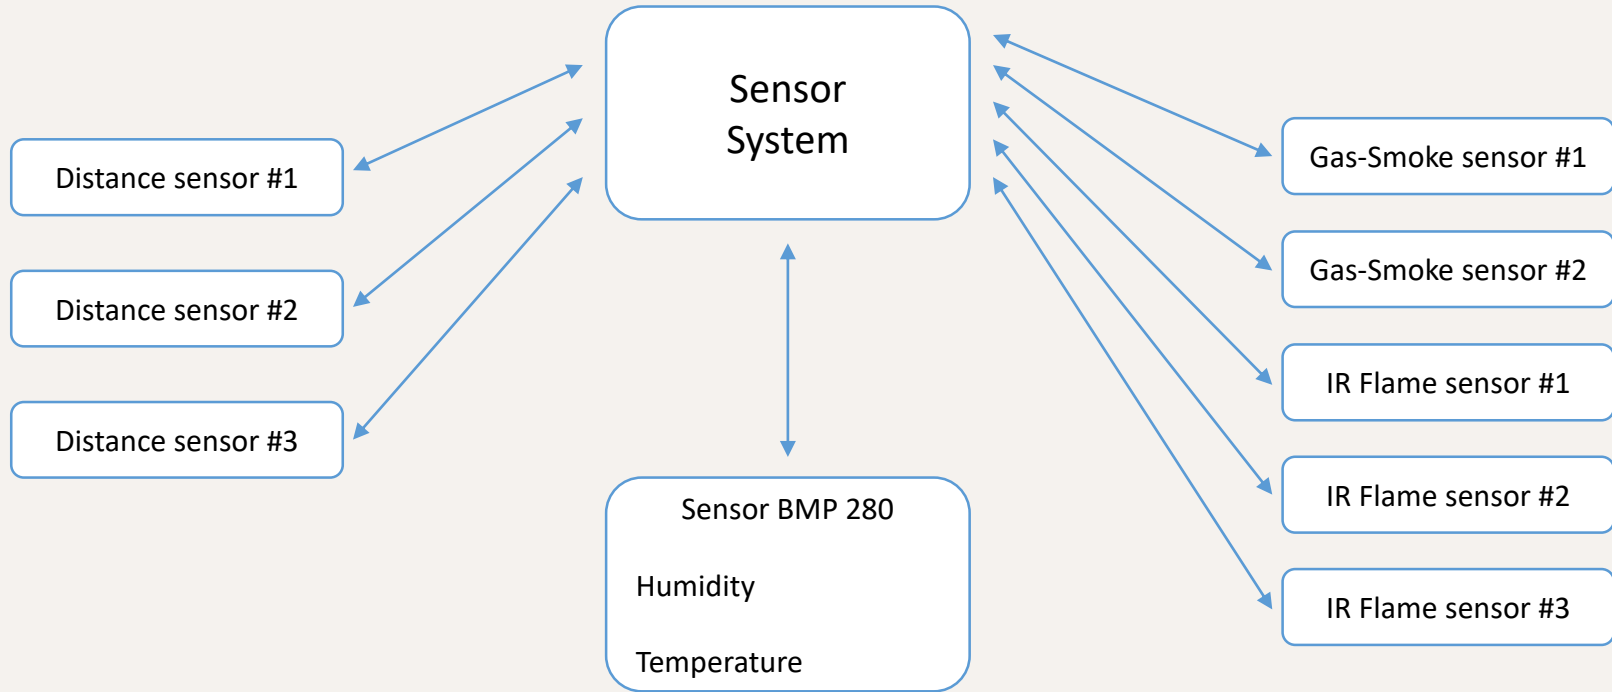 Sensor
System
Distance sensor #1
Distance sensor #2
Distance sensor #3
Gas-Smoke sensor #1
Gas-Smoke sensor #2
IR Flame sensor #1
IR Flame sensor #2
IR Flame sensor #3
Sensor BMP 280
Humidity
Temperature